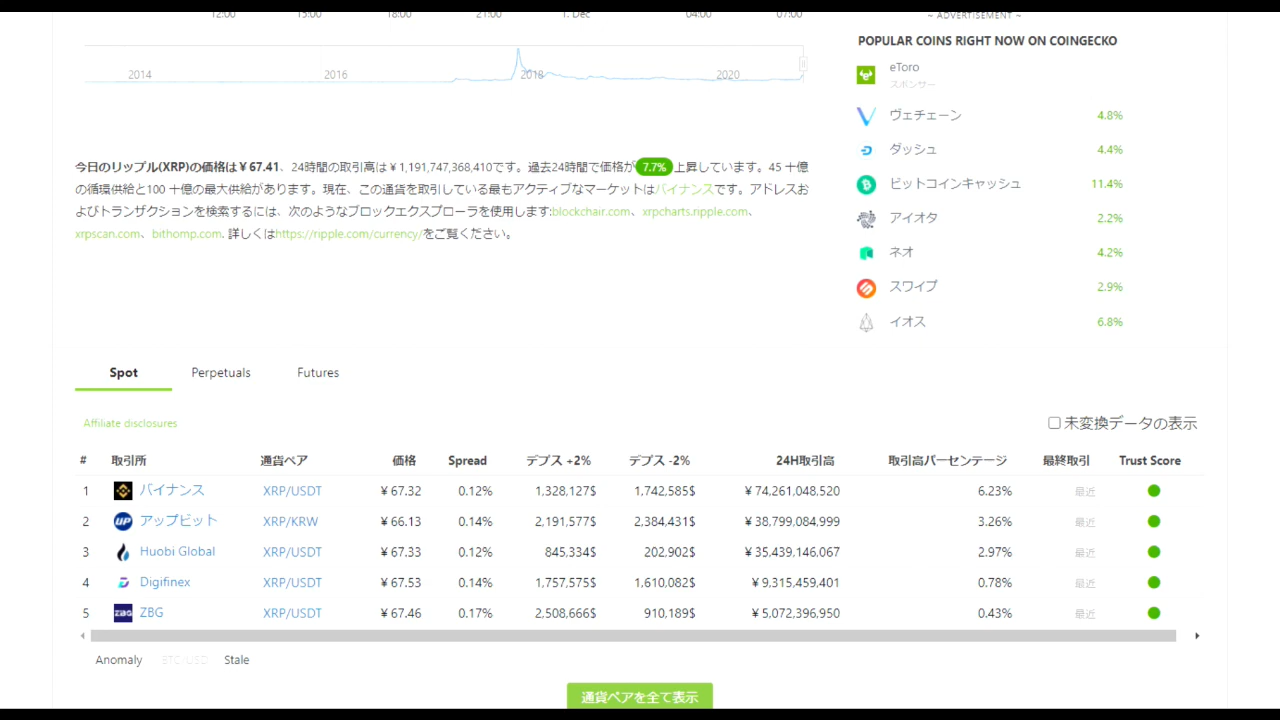 12:00 15:00 18:00 21:00 1. Dec 04:00 07:00
~ ADVERTISEMENT ~
2014 2016 2018 2020
今日のリップル(XRP)の価格は¥67.41、24時間の取引高は¥1,191,747,368,410です。過去24時間で価格が7.7%上昇しています。45 十億
の循環供給と100 十億の最大供給があります。現在、この通貨を取引している最もアクティブなマーケットはバイナンスです。アドレスお
よびトランザクションを検索するには、次のようなブロックエクスプローラを使用します:blockchair.com、xrpcharts.ripple.com、
xrpscan.com、bithomp.com. 詳しくはhttps://ripple.com/currency/をご覧ください。
POPULAR COINS RIGHT NOW ON COINGECKO
eToro
スポンサー
ヴェチェーン 4.8%
ダッシュ 4.4%
ビットコインキャッシュ 11.4%
アイオタ 2.2%
ネオ 4.2%
スワイプ 2.9%
イオス 6.8%
Spot Perpetuals Futures
Affiliate disclosures
未変換データの表示
# 取引所 通貨ペア 価格 Spread デプス +2% デプス -2% 24H取引高 取引高パーセンテージ 最終取引 Trust Score
1 バイナンス XRP/USDT ¥67.32 0.12% 1,328,127$ 1,742,585$ ¥74,261,048,520 6.23% 最近
2 UP アップビット XRP/KRW ¥66.13 0.14% 2,191,577$ 2,384,431$ ¥38,799,084,999 3.26% 最近
3 Huobi Global XRP/USDT ¥67.33 0.12% 845,334$ 202,902$ ¥35,439,146,067 2.97% 最近
4 Digifinex XRP/USDT ¥67.53 0.14% 1,757,575$ 1,610,082$ ¥9,315,459,401 0.78% 最近
5 ZBG ZBG XRP/USDT ¥67.46 0.17% 2,508,666$ 910,189$ ¥5,072,396,950 0.43% 最近
Anomaly BTC/USD Stale
通貨ペアを全て表示